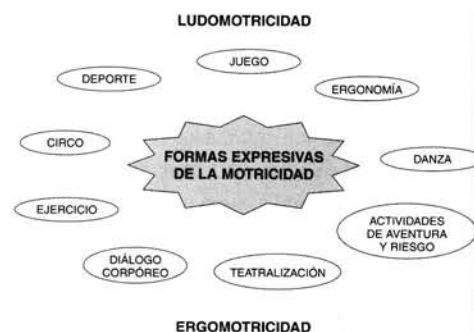 LUDOMOTRICIDAD
JUEGO
DEPORTE
ERGONOMÍA
CIRCO
FORMAS EXPRESIVAS
DE LA MOTRICIDAD
DANZA
EJERCICIO
ACTIVIDADES
DE AVENTURA
Y RIESGO
DIÁLOGO
CORPÓREO
TEATRALIZACIÓN
ERGOMOTRICIDAD